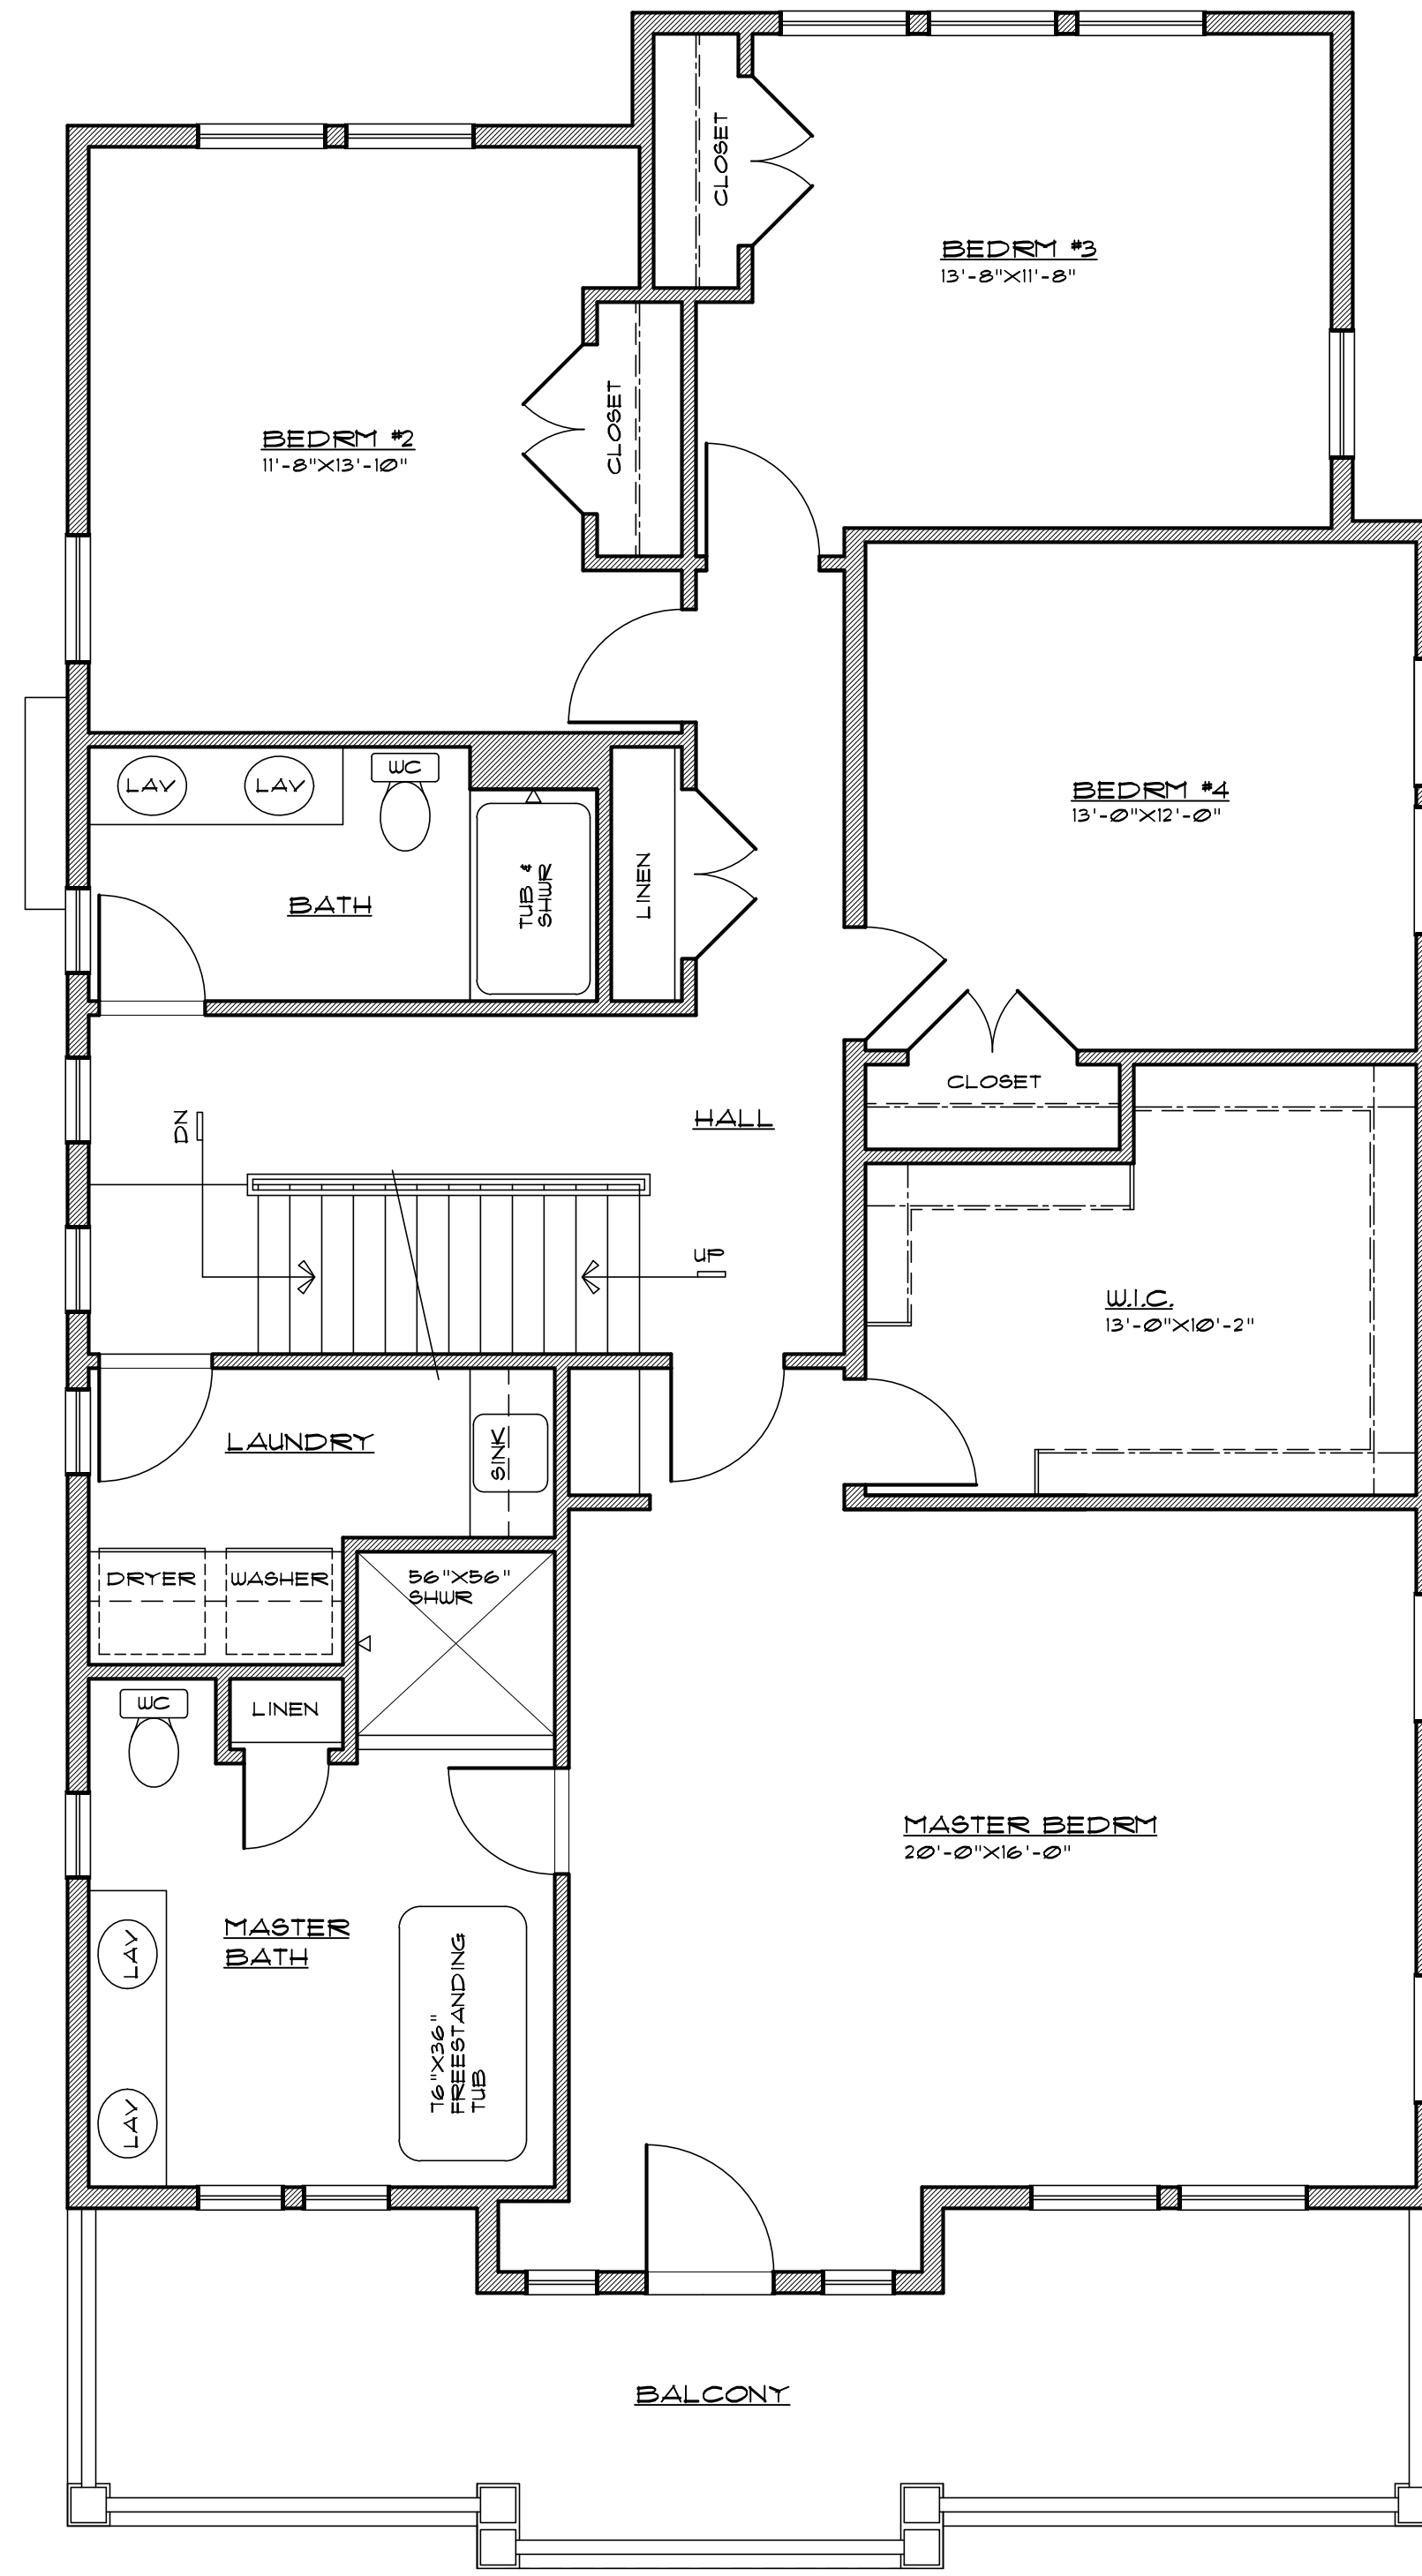 CLOSET
BEDRM #3
13'-8"X11'-8"
BEDRM #2
11'-8"X13'-10"
CLOSET
LAV
LAV
WC
BEDRM #4
13'-0"X12'-0"
BATH
TUB &
SHWR
LINEN
CLOSET
DN
HALL
UP
W.I.C.
13'-0"X10'-2"
LAUNDRY
SINK
DRYER
WASHER
56"X56"
SHWR
WC
LINEN
MASTER BEDRM
20'-0"X16'-0"
MASTER
BATH
LAV
LAV
76"X36"
FREESTANDING
TUB
BALCONY